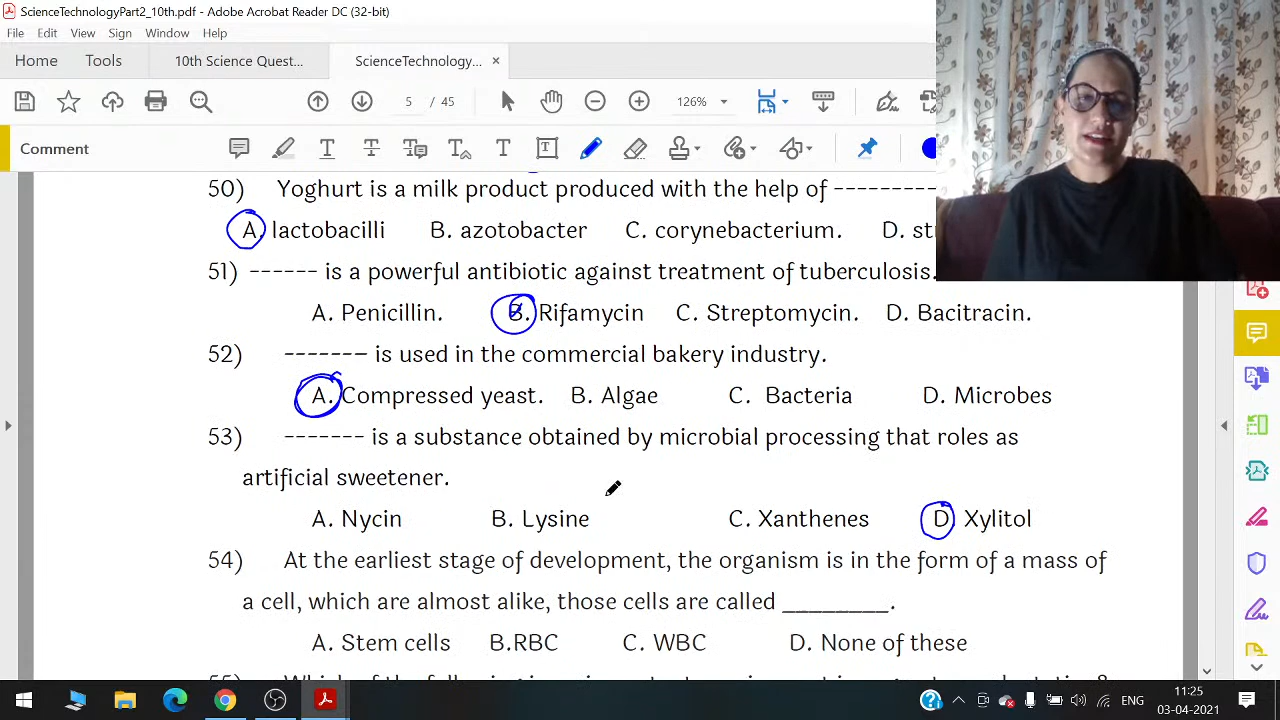 ScienceTechnologyPart2_10th.pdf - Adobe Acrobat Reader DC (32-bit)
File Edit View Sign Window Help
Home Tools 10th Science Quest... ScienceTechnology... ×
5 / 45 126%
Comment
50) Yoghurt is a milk product produced with the help of ----------
A. lactobacilli B. azotobacter C. corynebacterium. D.
51) ------ is a powerful antibiotic against treatment of tuberculosis.
A. Penicillin. B. Rifamycin C. Streptomycin. D. Bacitracin.
52) ------- is used in the commercial bakery industry.
A. Compressed yeast. B. Algae C. Bacteria D. Microbes
53) ------- is a substance obtained by microbial processing that roles as
artificial sweetener.
A. Nycin B. Lysine C. Xanthenes D. Xylitol
54) At the earliest stage of development, the organism is in the form of a mass of
a cell, which are almost alike, those cells are called ________.
A. Stem cells B.RBC C. WBC D. None of these
ENG 11:25
03-04-2021